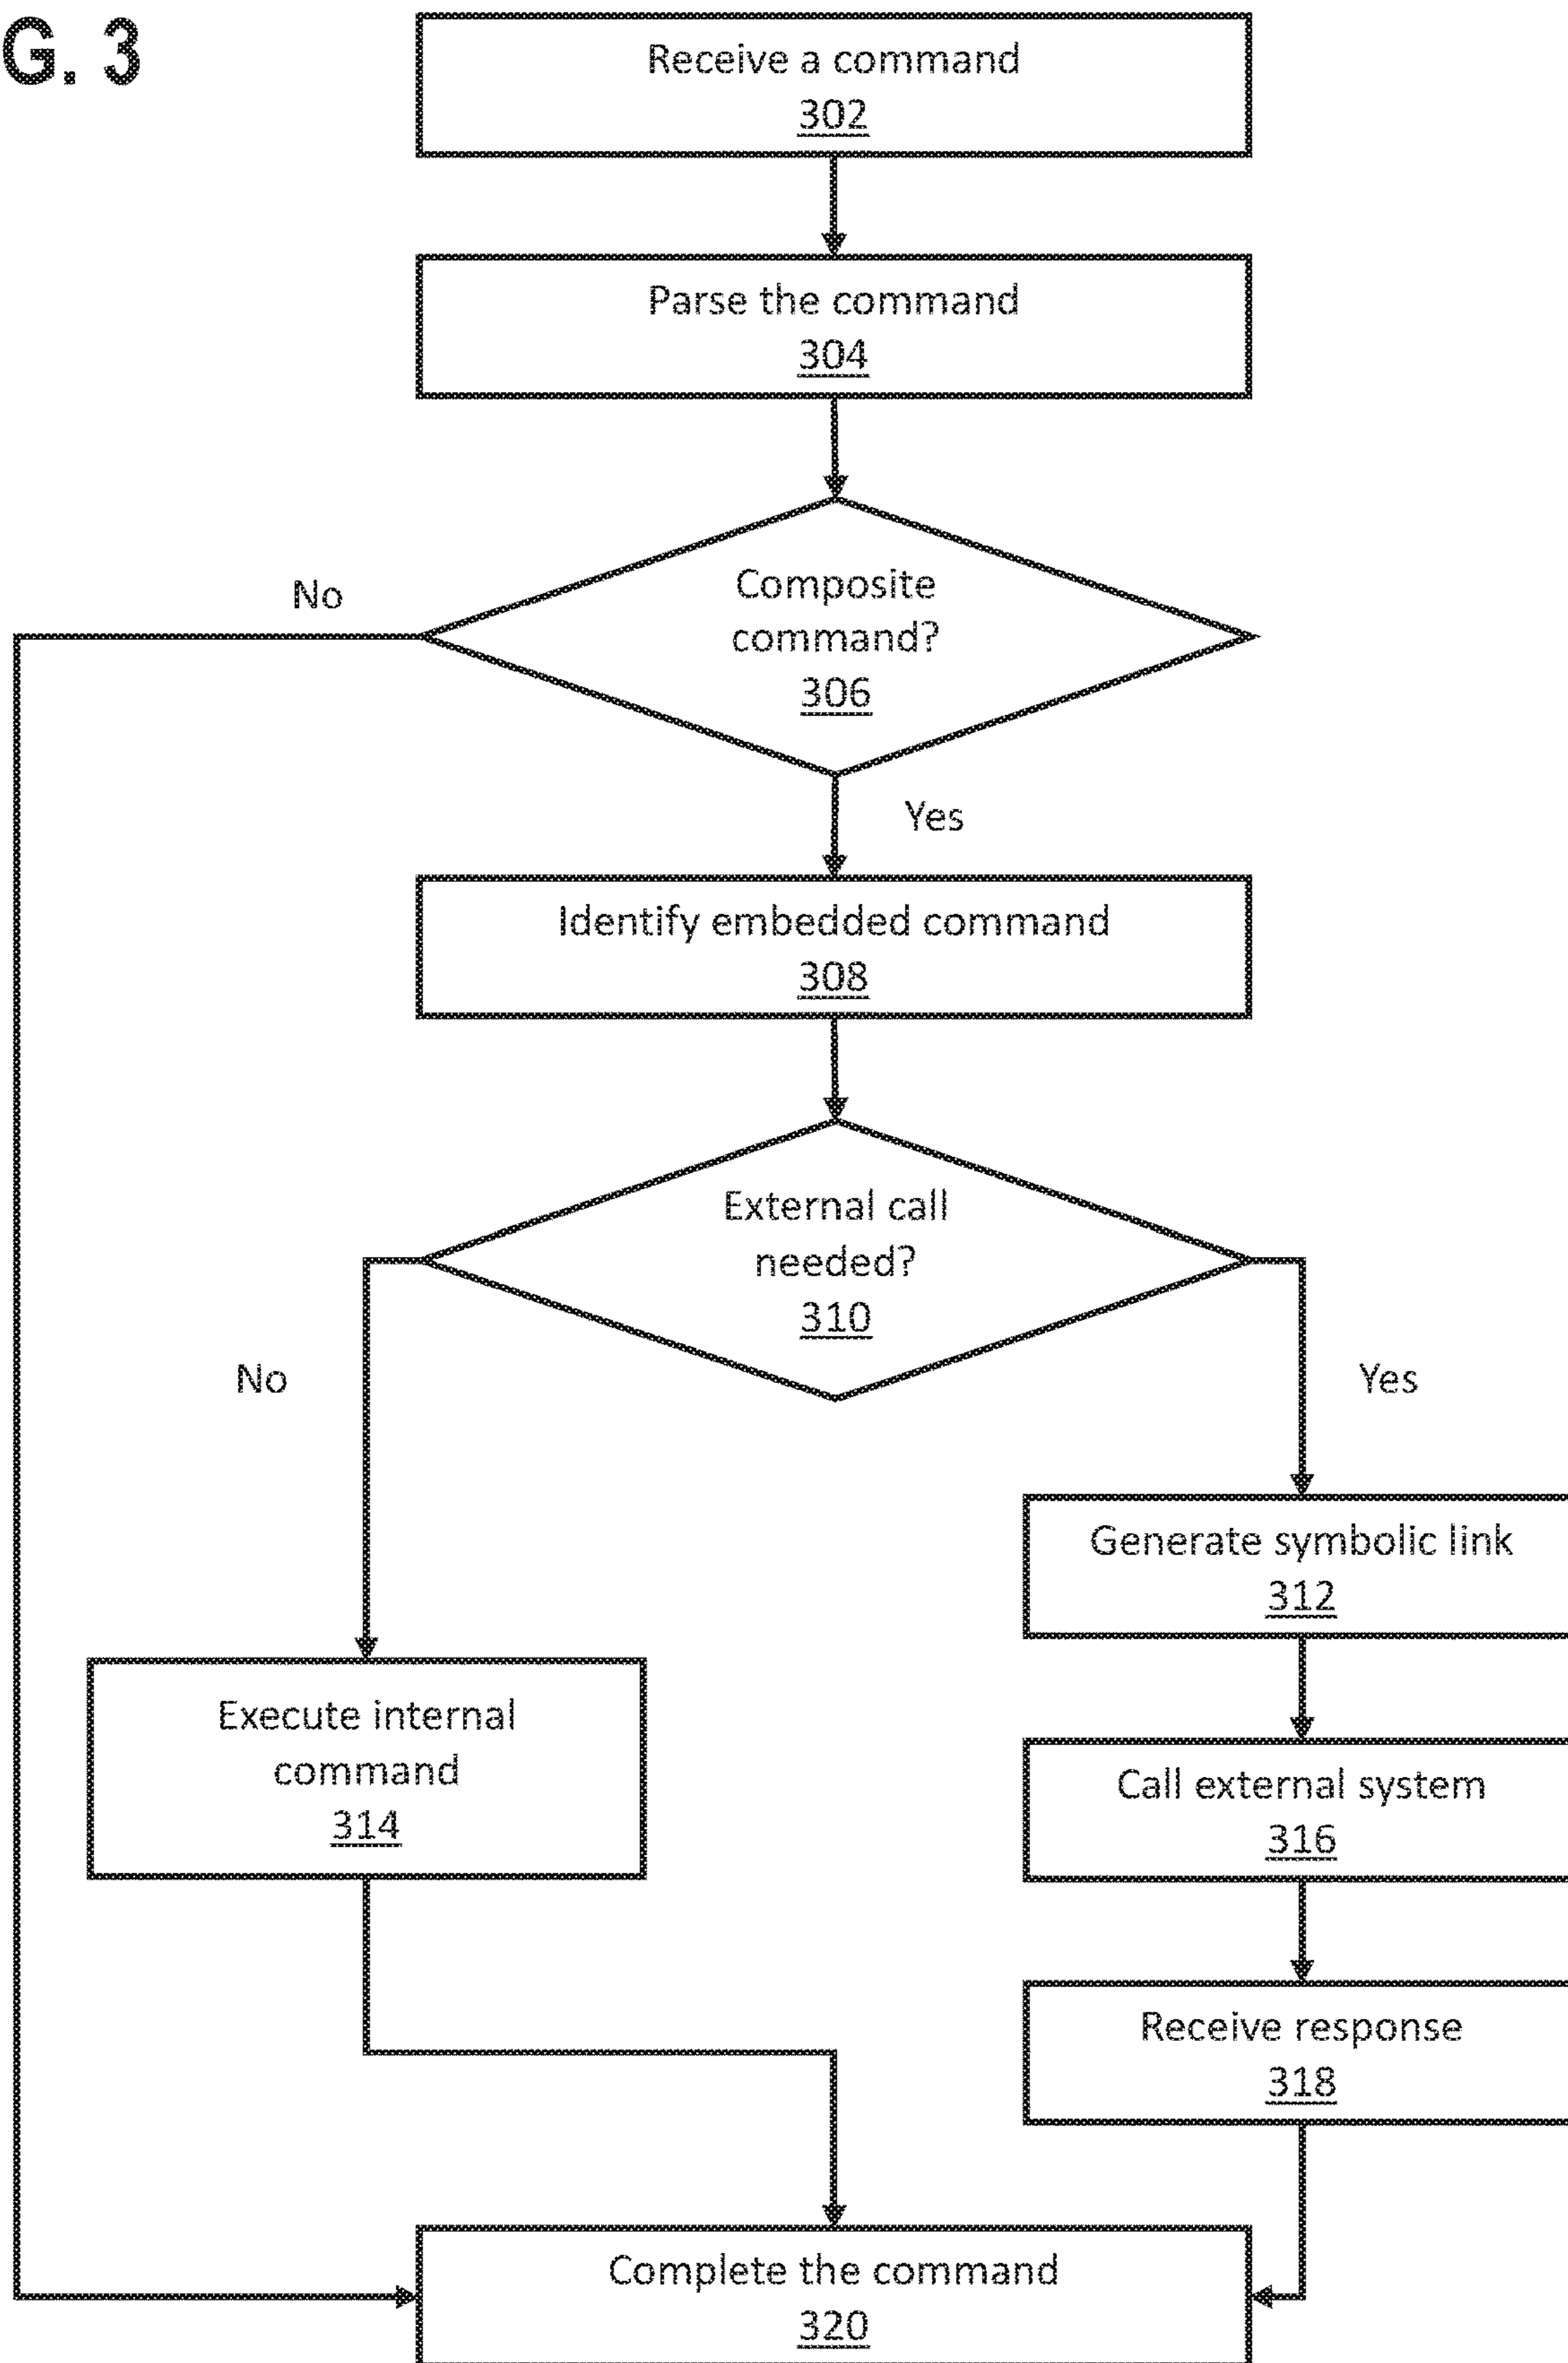 G. 3
Receive a command
302
Parse the command
304
Composite
command?
306
No
Yes
Identify embedded command
308
External call
needed?
310
No
Yes
Generate symbolic link
312
Execute internal
command
314
Call external system
316
Receive response
318
Complete the command
320